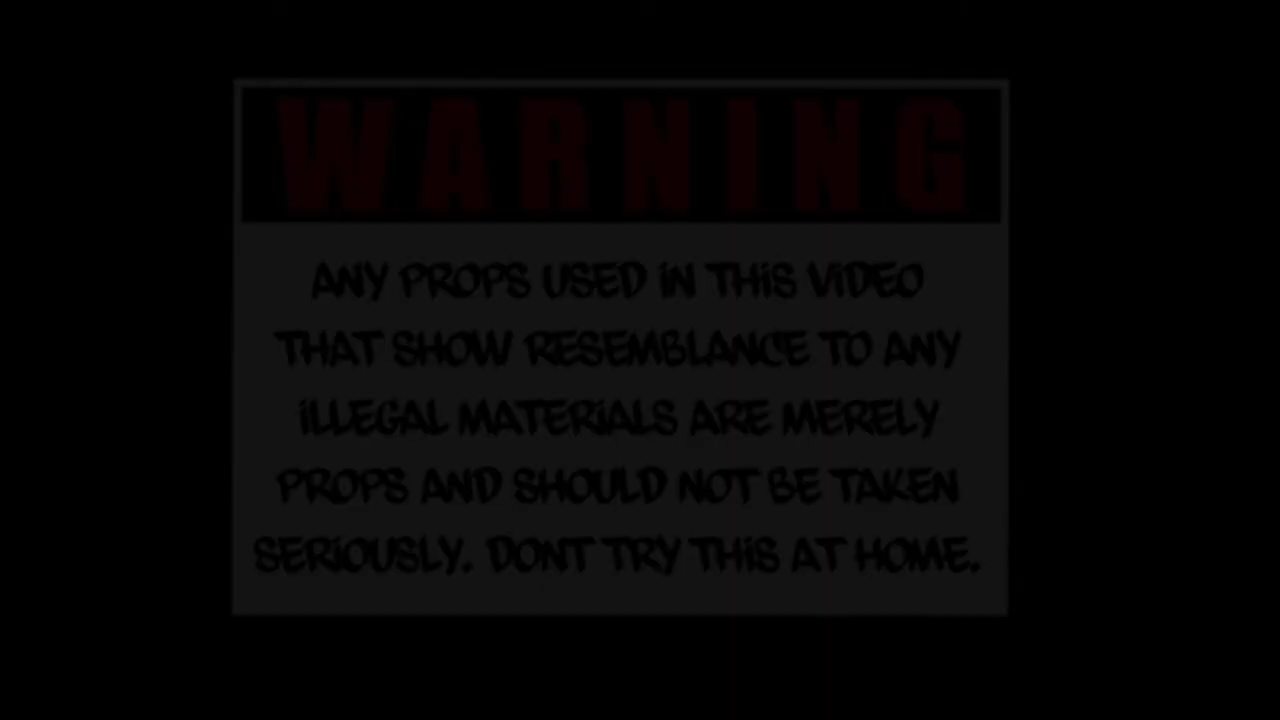 WARNING
ANY PROPS USED iN THiS ViDEO
THAT SHOW RESEMBLANCE TO ANY
iLLEGAL MATERiALS ARE MERELY
PROPS AND SHOULD NOT BE TAKEN
SERiOUSLY. DONT TRY THiS AT HOME.